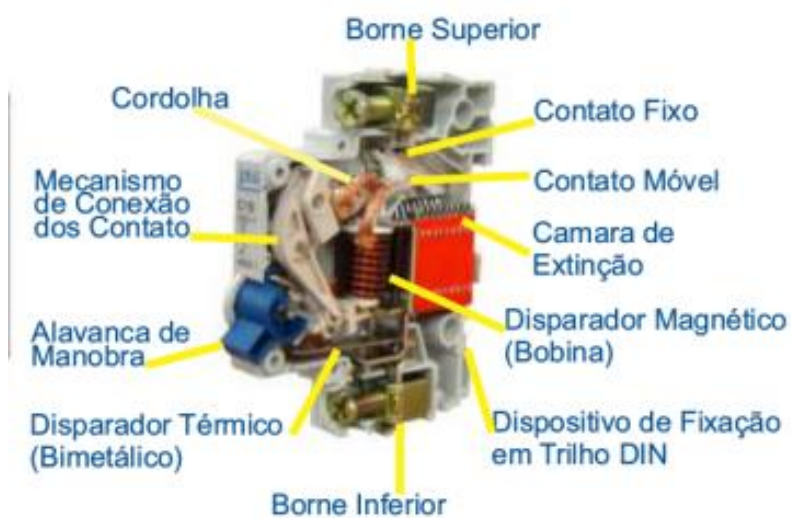 Borne Superior
Cordolha
Contato Fixo
Mecanismo
de Conexão
dos Contato
Contato Móvel
Camara de
Extinção
Alavanca de
Manobra
Disparador Magnético
(Bobina)
Disparador Térmico
(Bimetálico)
Dispositivo de Fixação
em Trilho DIN
Borne Inferior